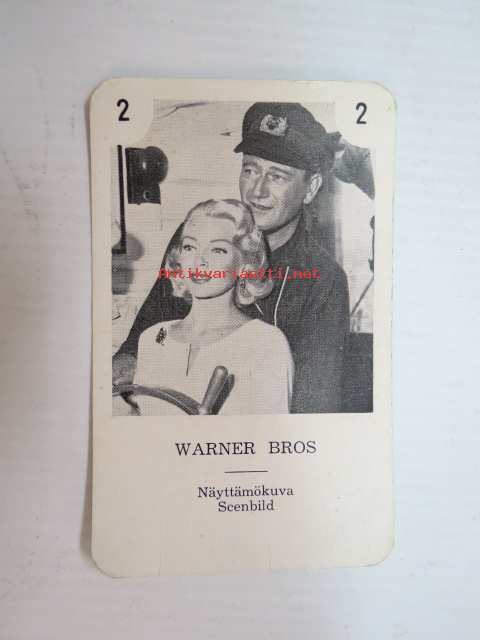 2 2
Antikvariaatti.net
WARNER BROS
Näyttämökuva
Scenbild